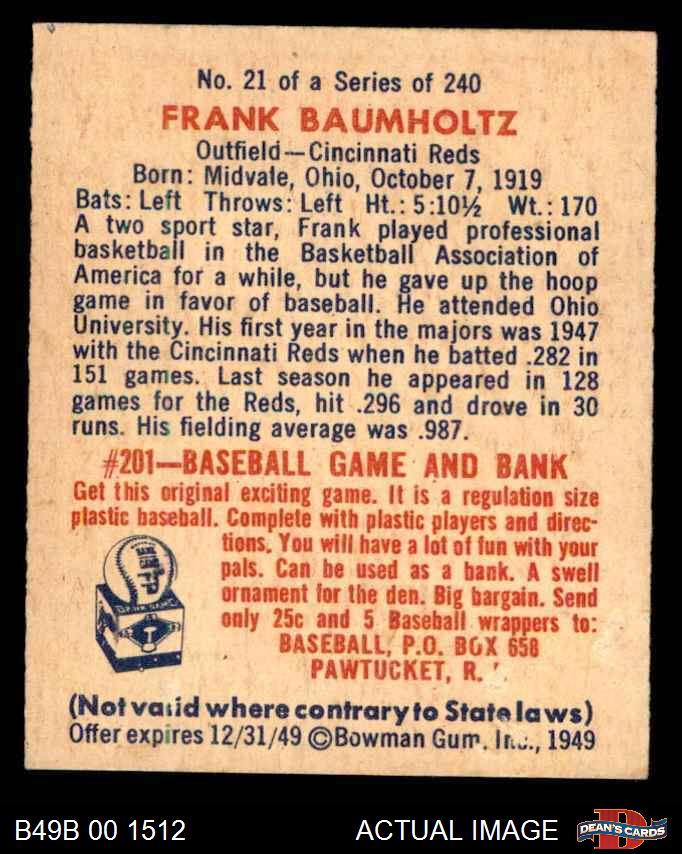 No. 21 of a Series of 240
FRANK BAUMHOLTZ
Outfield—Cincinnati Reds
Born: Midvale, Ohio, October 7, 1919
Bats: Left Throws: Left Ht.: 5:10½ Wt.: 170
A two sport star, Frank played professional
basketball in the Basketball Association of
America for a while, but he gave up the hoop
game in favor of baseball. He attended Ohio
University. His first year in the majors was 1947
with the Cincinnati Reds when he batted .282 in
151 games. Last season he appeared in 128
games for the Reds, hit .296 and drove in 30
runs. His fielding average was .987.
#201—BASEBALL GAME AND BANK
Get this original exciting game. It is a regulation size
plastic baseball. Complete with plastic players and direc-
tions. You will have a lot of fun with your
pals. Can be used as a bank. A swell
ornament for the den. Big bargain. Send
only 25c and 5 Baseball wrappers to:
BASEBALL, P.O. BOX 658
PAWTUCKET, R.
(Not valid where contrary to State laws)
Offer expires 12/31/49 ©Bowman Gum, Inc., 1949
B49B 00 1512
ACTUAL IMAGE
DEAN'S CARDS